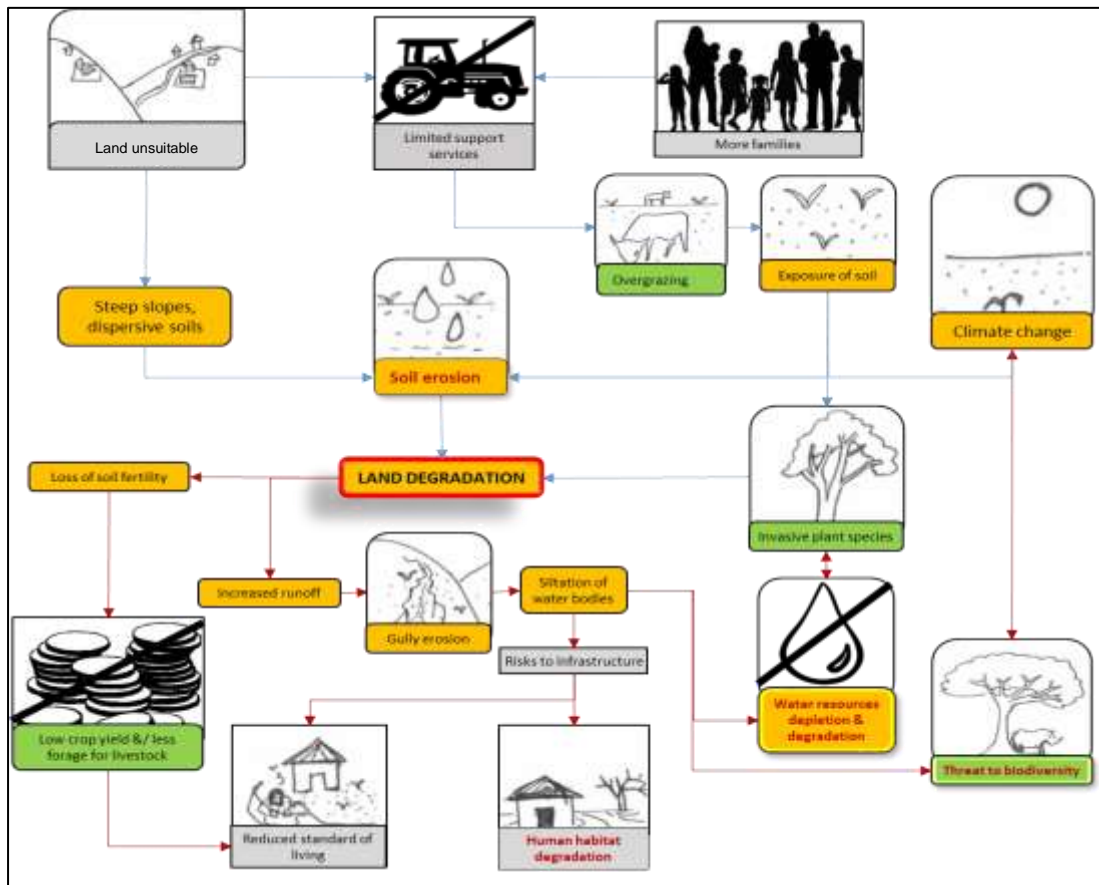 Land unsuitable
Limited support
services
More families
Overgrazing
Exposure of soil
Steep slopes,
dispersive soils
Soil erosion
Climate change
Loss of soil fertility
LAND DEGRADATION
Invasive plant species
Increased runoff
Gully erosion
Siltation of
water bodies
Risks to infrastructure
Low crop yield &/ less
forage for livestock
Water resources
depletion &
degradation
Threat to biodiversity
Reduced standard of
living
Human habitat
degradation